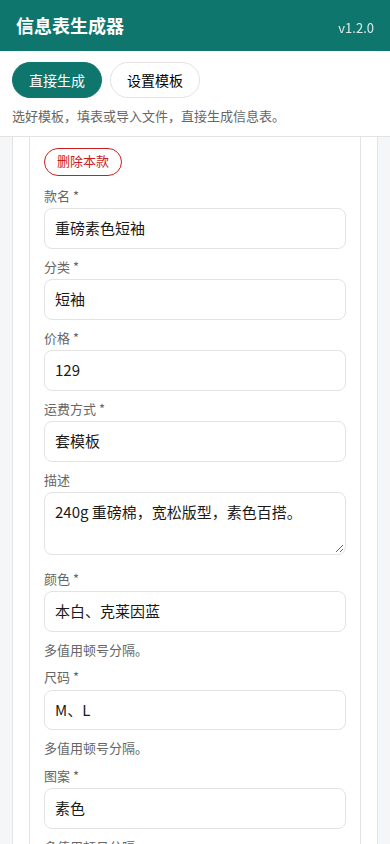 信息表生成器
v1.2.0
直接生成
设置模板
选好模板，填表或导入文件，直接生成信息表。
删除本款
款名 *
重磅素色短袖
分类 *
短袖
价格 *
129
运费方式 *
套模板
描述
240g 重磅棉，宽松版型，素色百搭。
颜色 *
本白、克莱因蓝
多值用顿号分隔。
尺码 *
M、L
多值用顿号分隔。
图案 *
素色